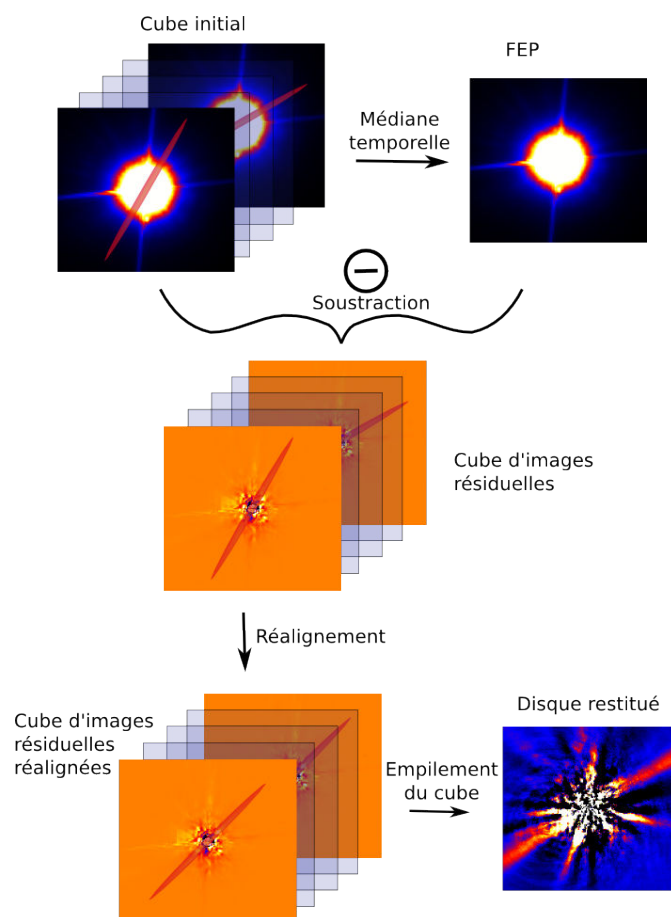 Cube initial
FEP
Médiane
temporelle
Soustraction
Cube d'images
résiduelles
Réalignement
Cube d'images
résiduelles
réalignées
Empilement
du cube
Disque restitué